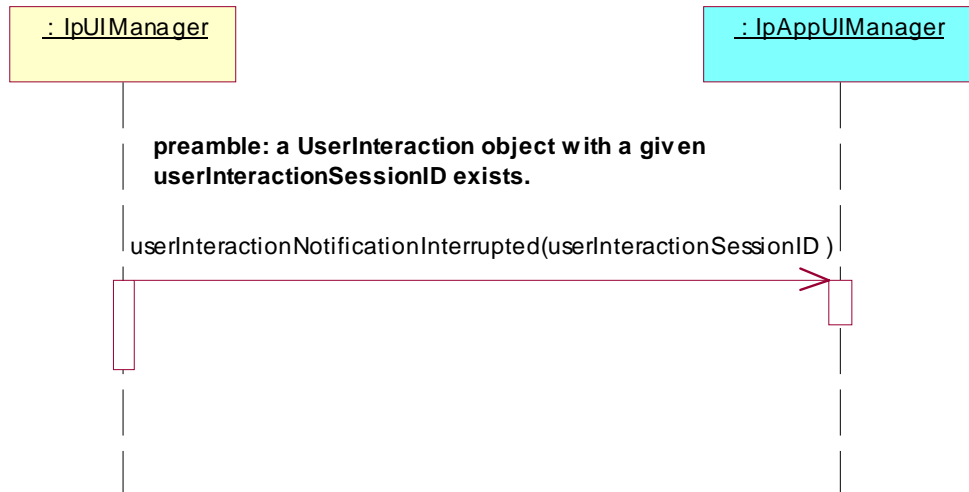 : IpUIManager
: IpAppUIManager
preamble: a UserInteraction object with a given
userInteractionSessionID exists.
userInteractionNotificationInterrupted(userInteractionSessionID )